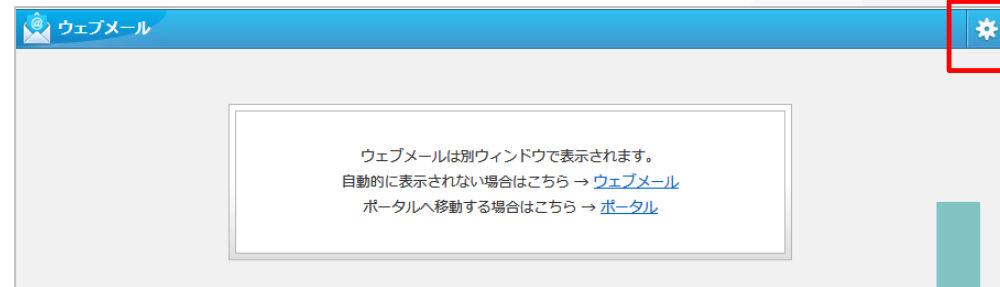 ウェブメール
ウェブメールは別ウィンドウで表示されます。
自動的に表示されない場合はこちら → ウェブメール
ポータルへ移動する場合はこちら → ポータル